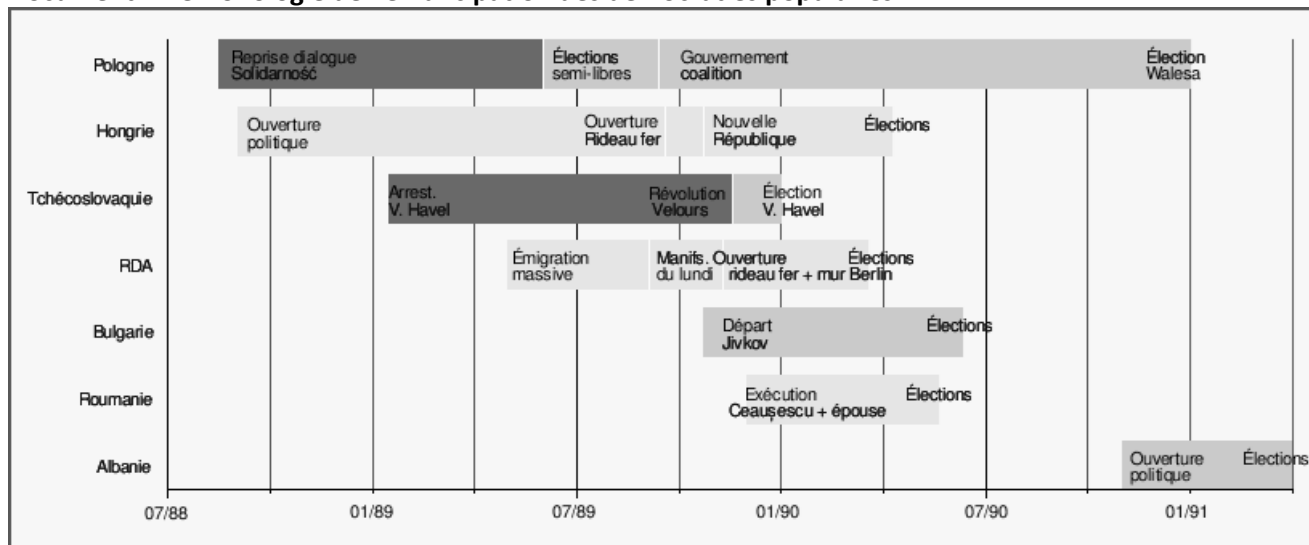 Pologne
Reprise dialogue
Solidarność
Élections
semi-libres
Gouvernement
coalition
Élection
Walesa
Hongrie
Ouverture
politique
Ouverture
Rideau fer
Nouvelle
République
Élections
Tchécoslovaquie
Arrest.
V. Havel
Révolution
Velours
Élection
V. Havel
RDA
Émigration
massive
Manifs.
du lundi
Ouverture
rideau fer + mur Berlin
Élections
Bulgarie
Départ
Jivkov
Élections
Roumanie
Exécution
Ceaușescu + épouse
Élections
Albanie
Ouverture
politique
Élections
07/88
01/89
07/89
01/90
07/90
01/91